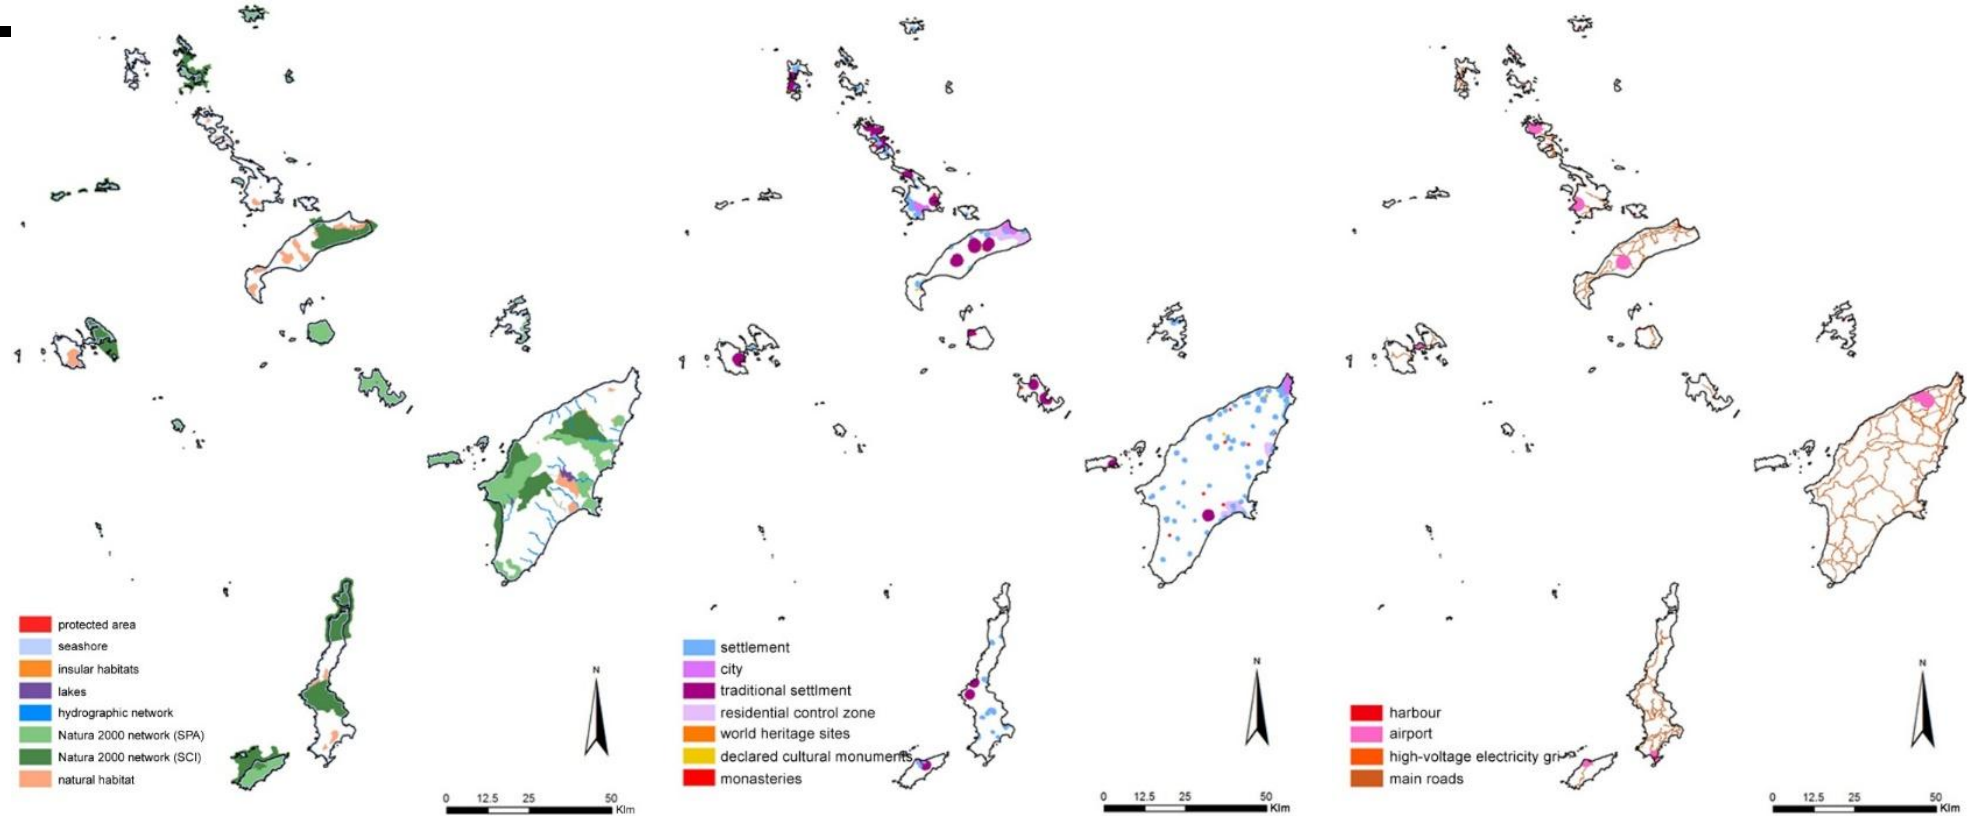 protected area
seashore
insular habitats
lakes
hydrographic network
Natura 2000 network (SPA)
Natura 2000 network (SCI)
natural habitat
N
0 12.5 25 50
Klm
settlement
city
traditional settlment
residential control zone
world heritage sites
declared cultural monuments
monasteries
N
0 12.5 25 50
Klm
harbour
airport
high-voltage electricity gri
main roads
N
0 12.5 25 50
Klm